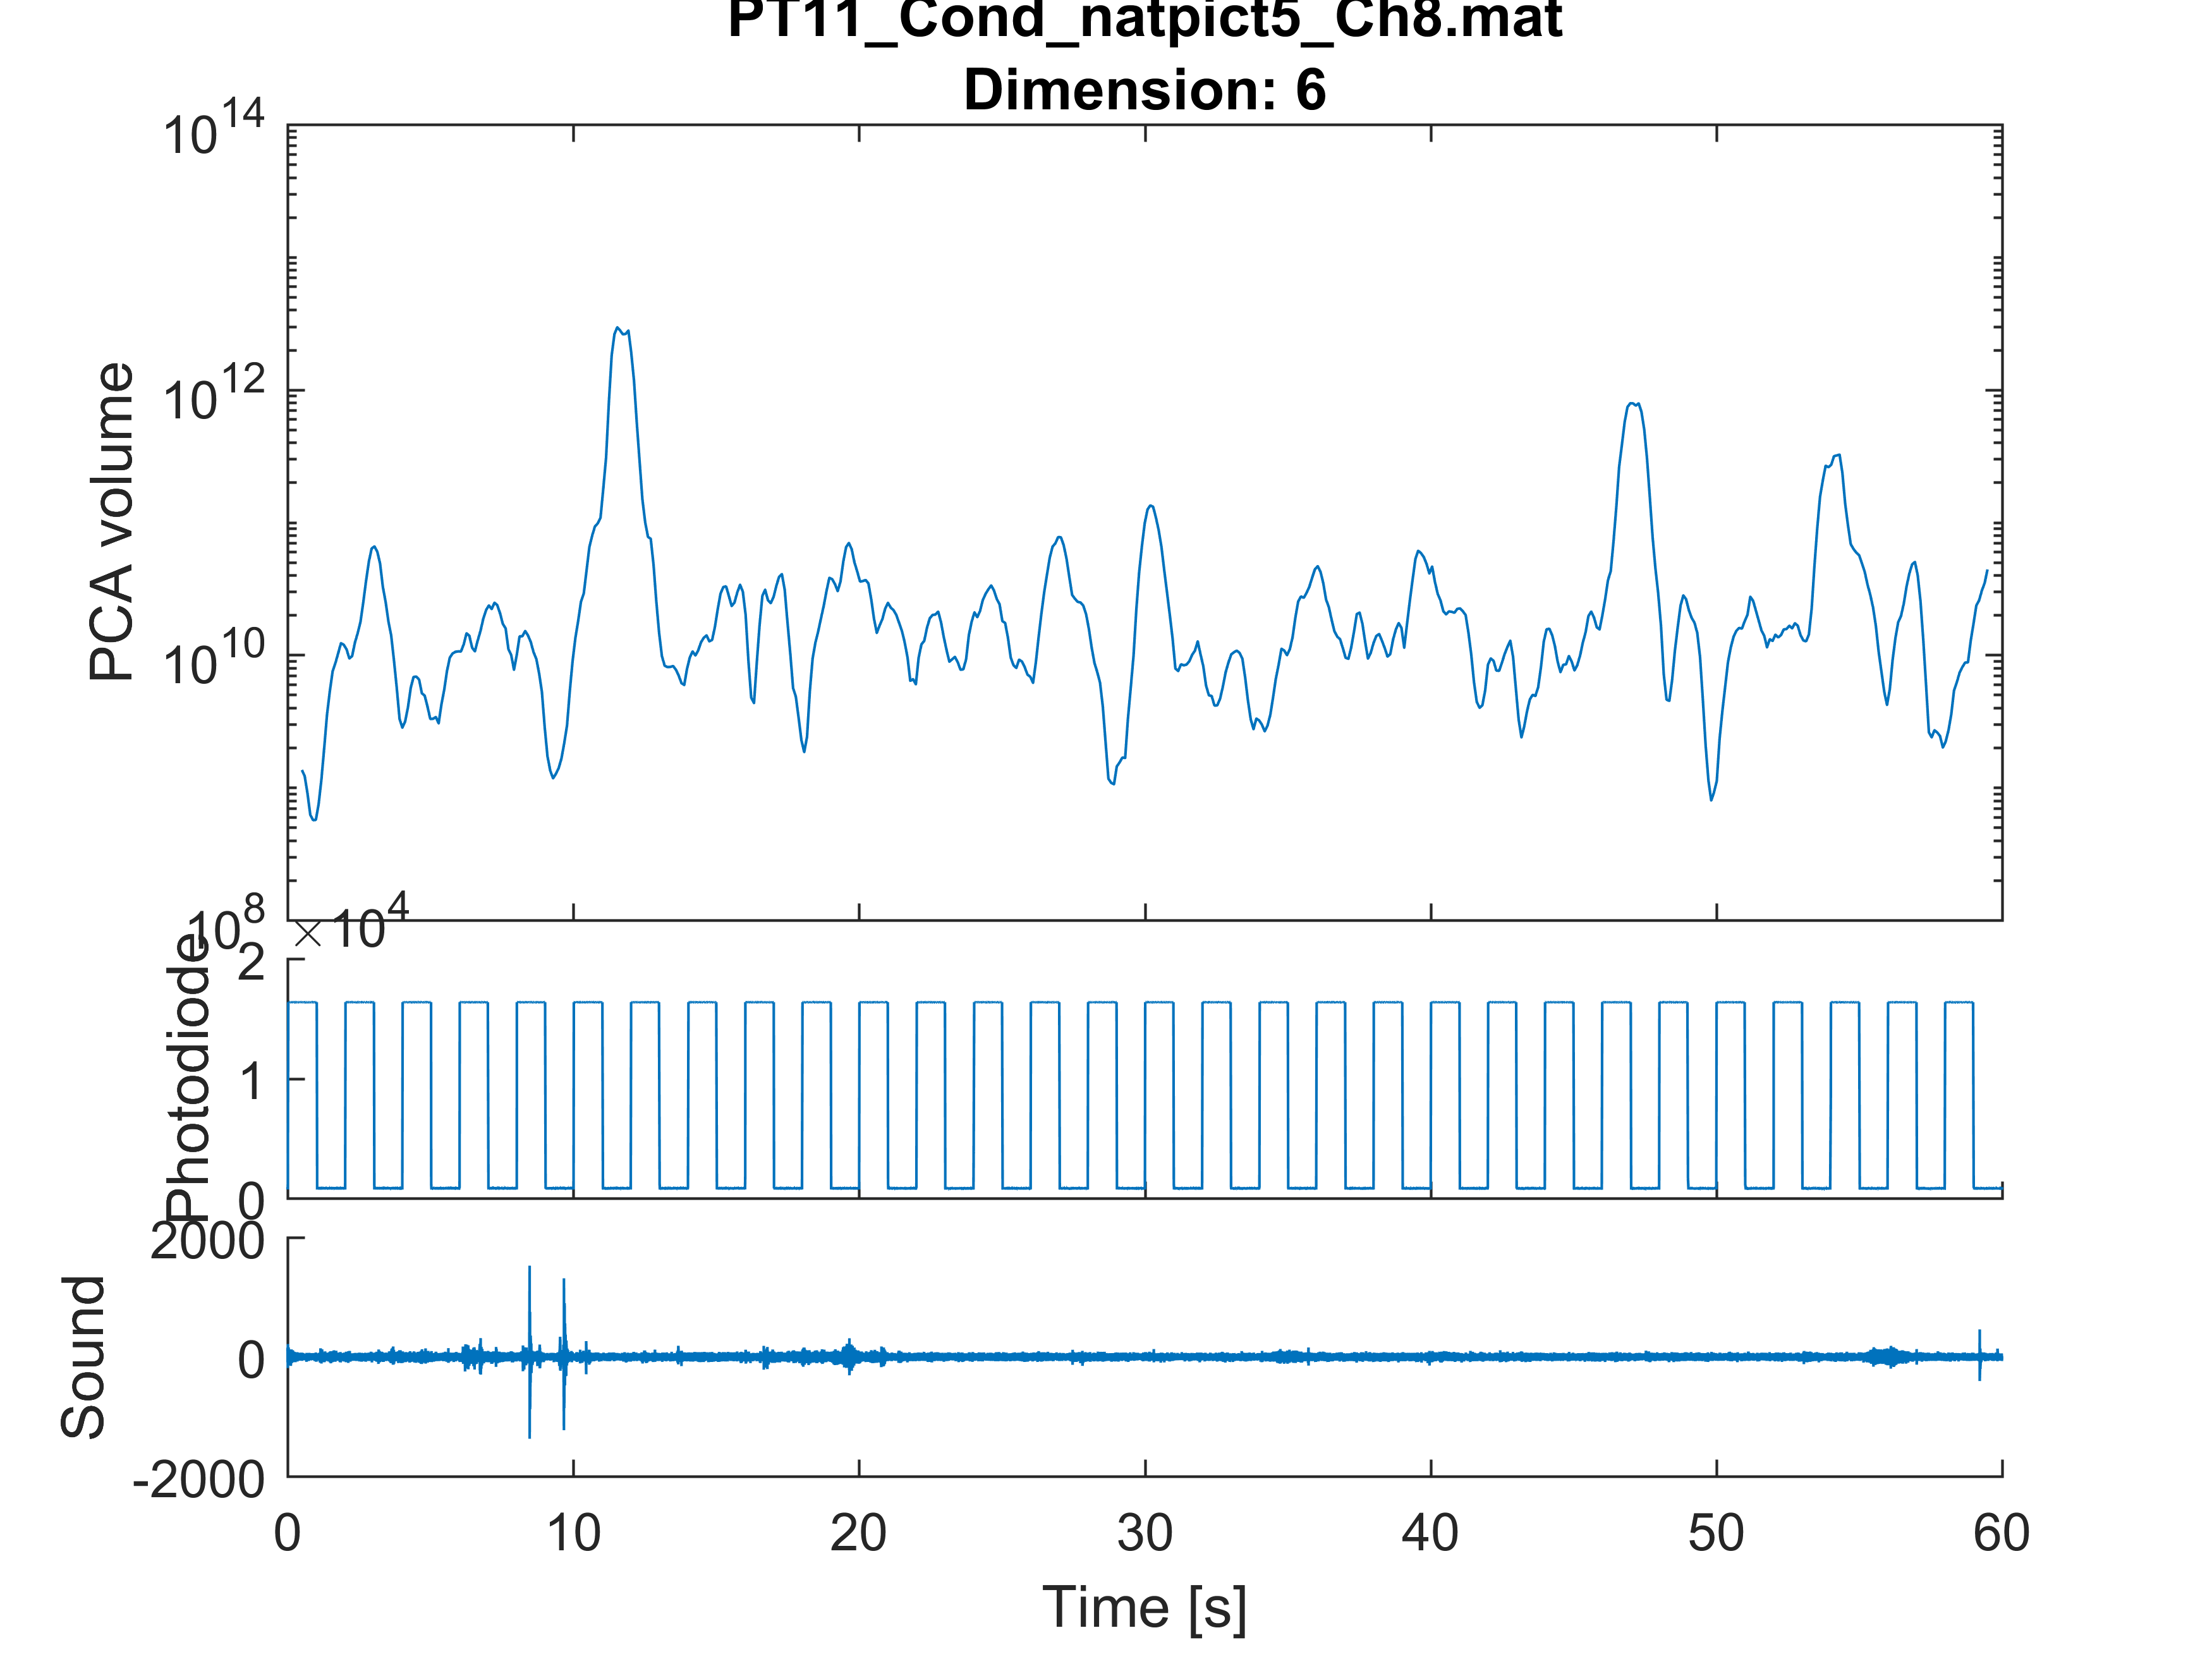 PT11_Cond_natpict5_Ch8.mat
Dimension: 6
10^14
10^12
10^10
10^8
PCA volume
× 10^4
2
1
0
Photodiode
2000
0
-2000
Sound
0 10 20 30 40 50 60
Time [s]